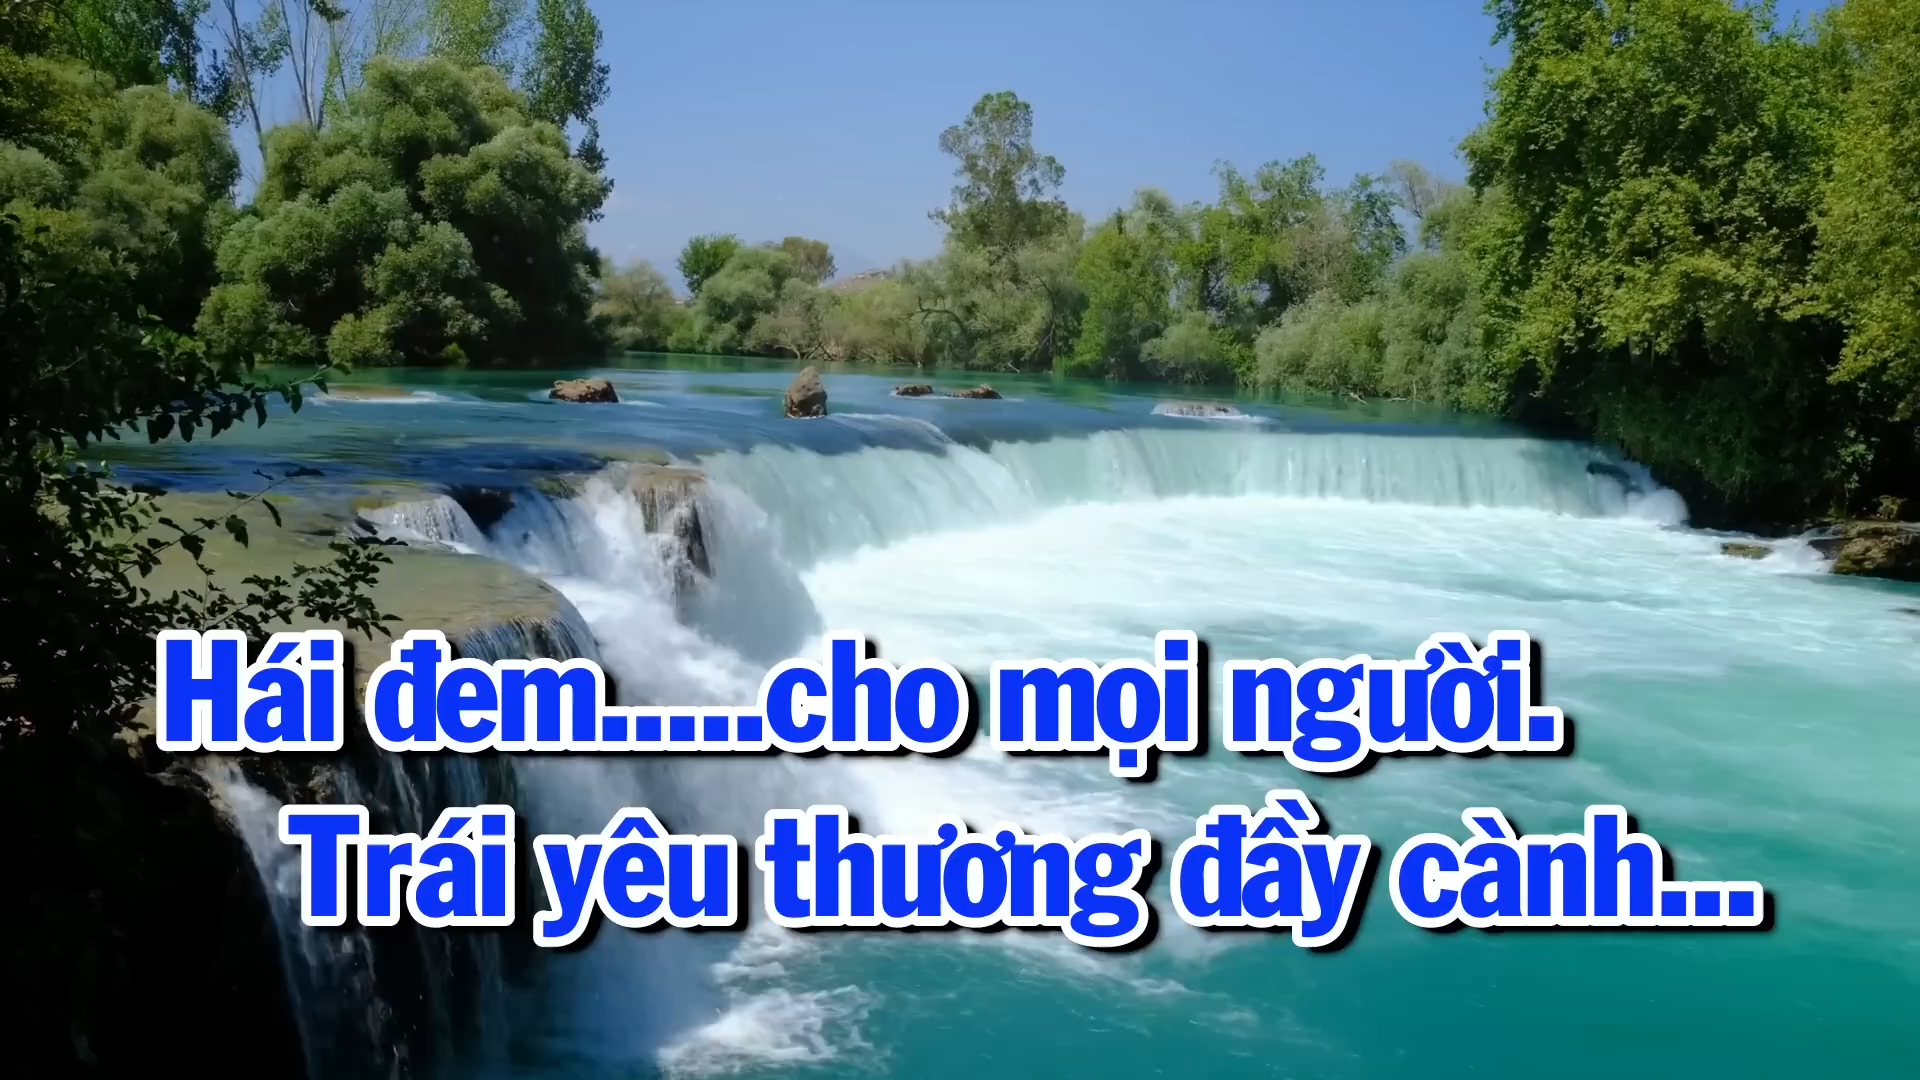 Hái đem.....cho mọi người.
Trái yêu thương đầy cành...